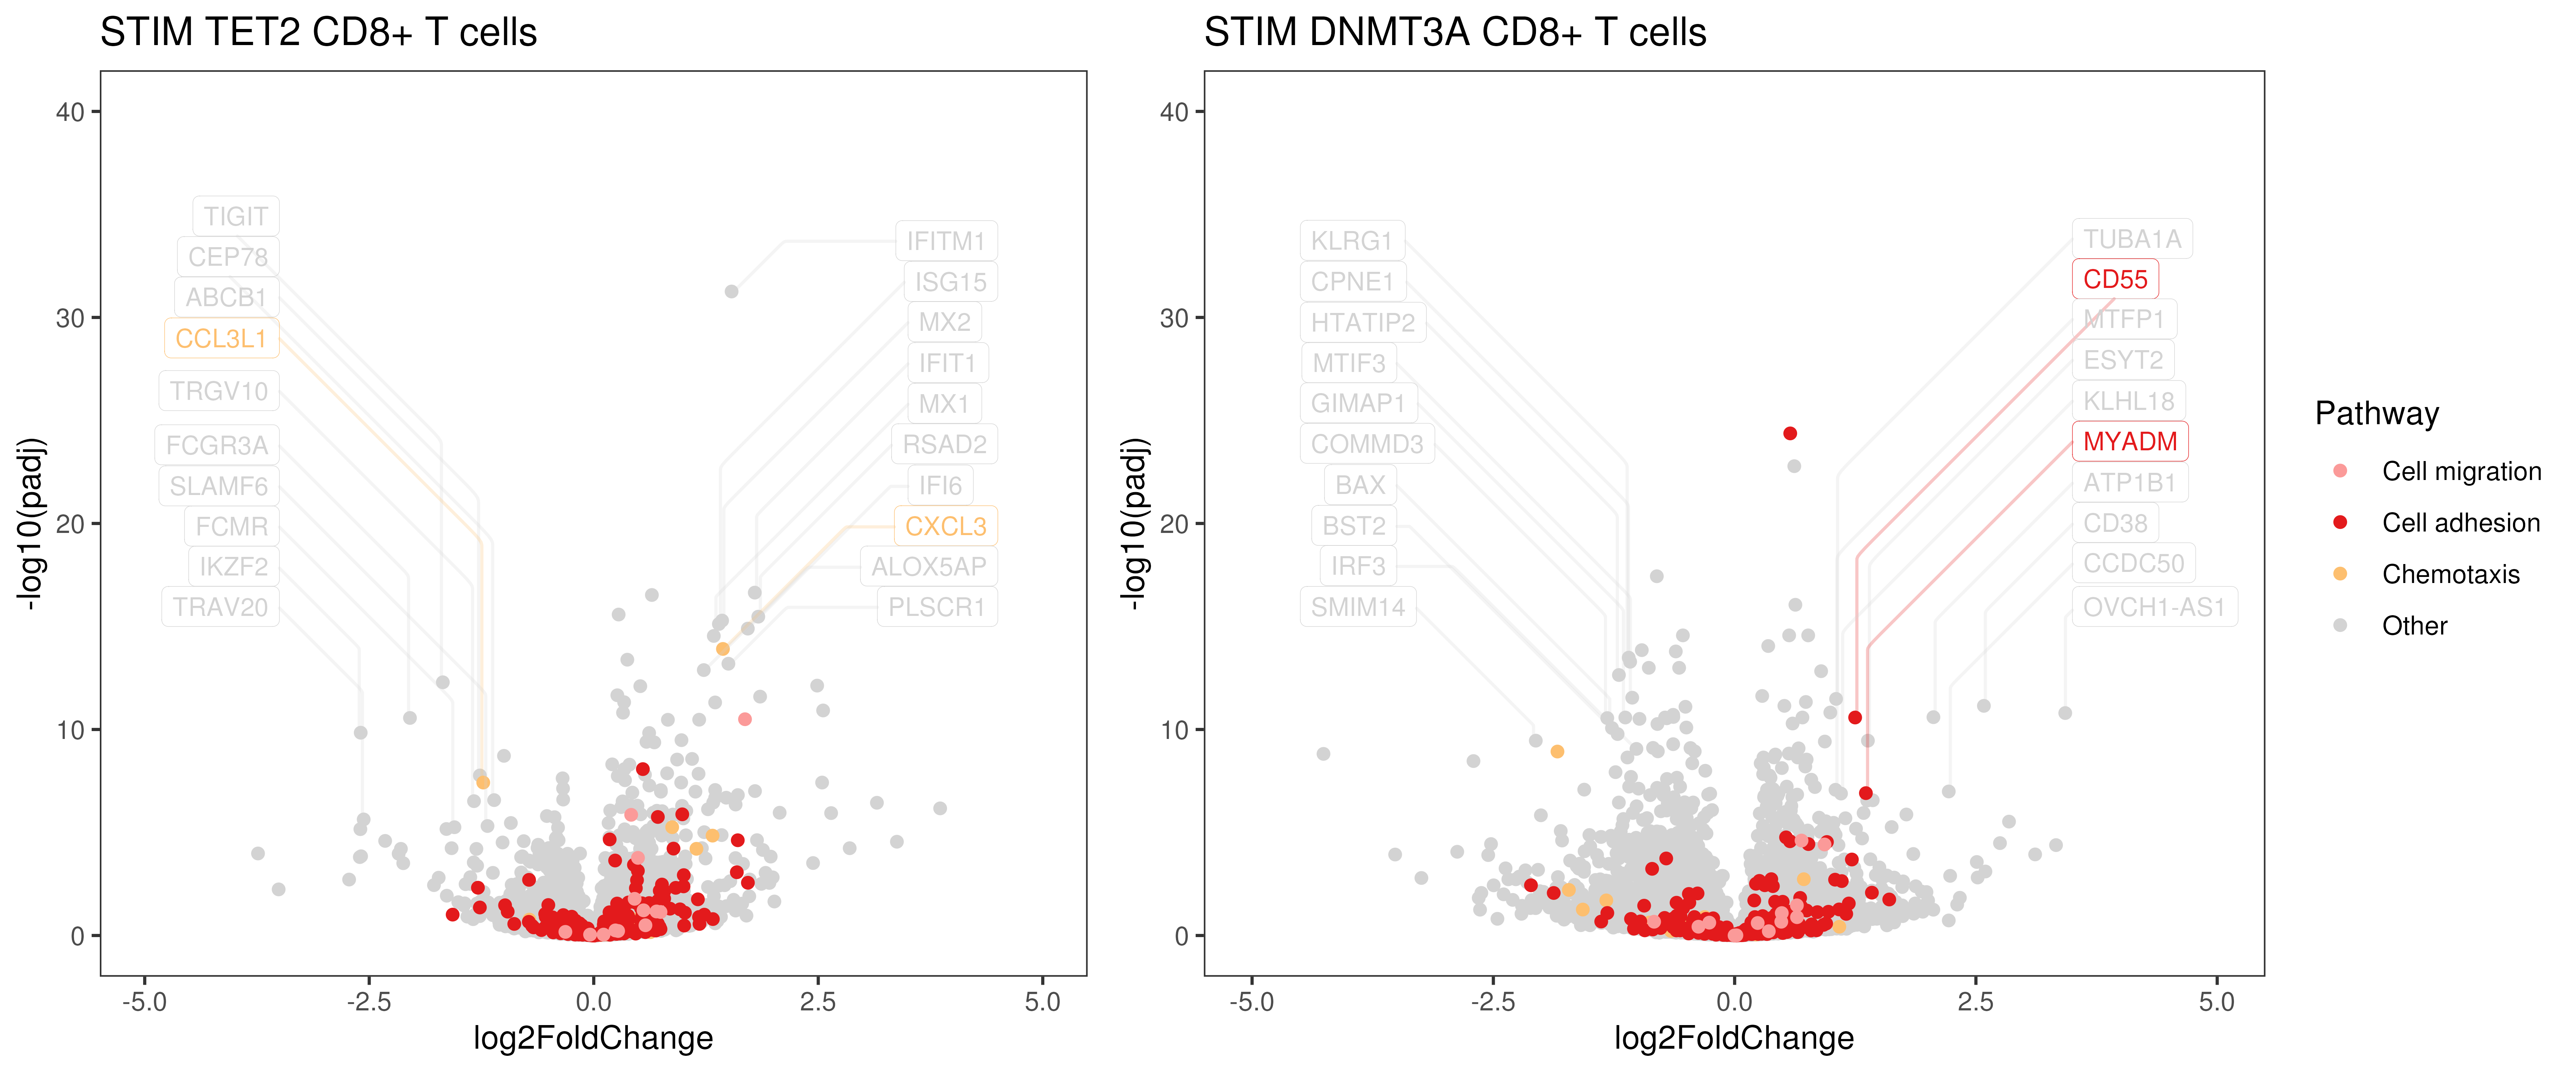 STIM TET2 CD8+ T cells
-log10(padj)
40
30
20
10
0
TIGIT
CEP78
ABCB1
CCL3L1
TRGV10
FCGR3A
SLAMF6
FCMR
IKZF2
TRAV20
IFITM1
ISG15
MX2
IFIT1
MX1
RSAD2
IFI6
CXCL3
ALOX5AP
PLSCR1
-5.0
-2.5
0.0
2.5
5.0
log2FoldChange
STIM DNMT3A CD8+ T cells
-log10(padj)
40
30
20
10
0
KLRG1
CPNE1
HTATIP2
MTIF3
GIMAP1
COMMD3
BAX
BST2
IRF3
SMIM14
TUBA1A
CD55
MTFP1
ESYT2
KLHL18
MYADM
ATP1B1
CD38
CCDC50
OVCH1-AS1
-5.0
-2.5
0.0
2.5
5.0
log2FoldChange
Pathway
Cell migration
Cell adhesion
Chemotaxis
Other